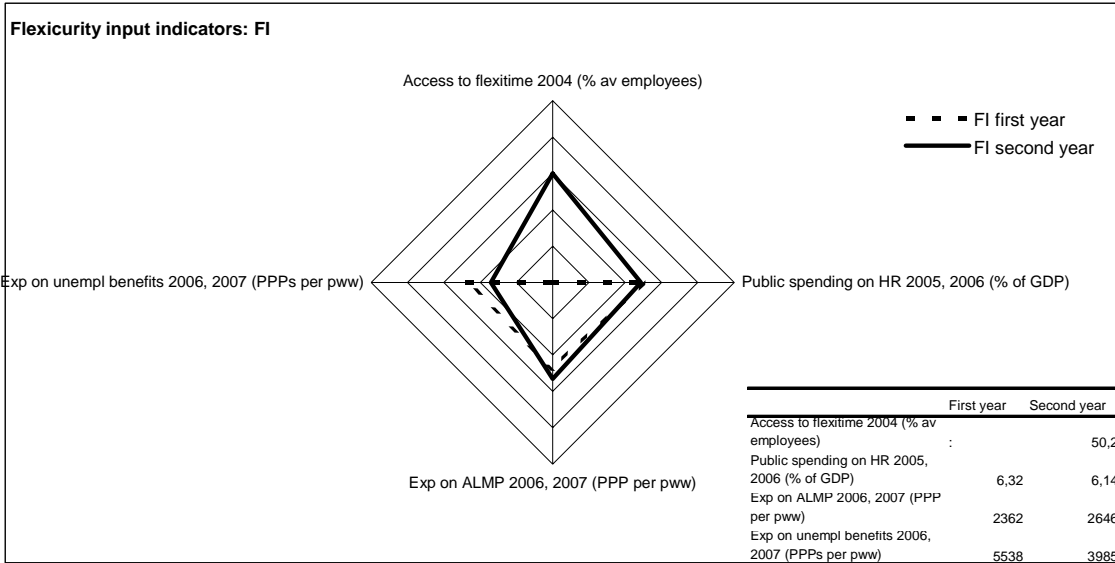 Flexicurity input indicators: FI
Access to flexitime 2004 (% av employees)
FI first year
FI second year
Exp on unempl benefits 2006, 2007 (PPPs per pww)
Public spending on HR 2005, 2006 (% of GDP)
Exp on ALMP 2006, 2007 (PPP per pww)
First year Second year
Access to flexitime 2004 (% av
employees) : 50,2
Public spending on HR 2005,
2006 (% of GDP) 6,32 6,14
Exp on ALMP 2006, 2007 (PPP
per pww) 2362 2646
Exp on unempl benefits 2006,
2007 (PPPs per pww) 5538 3985